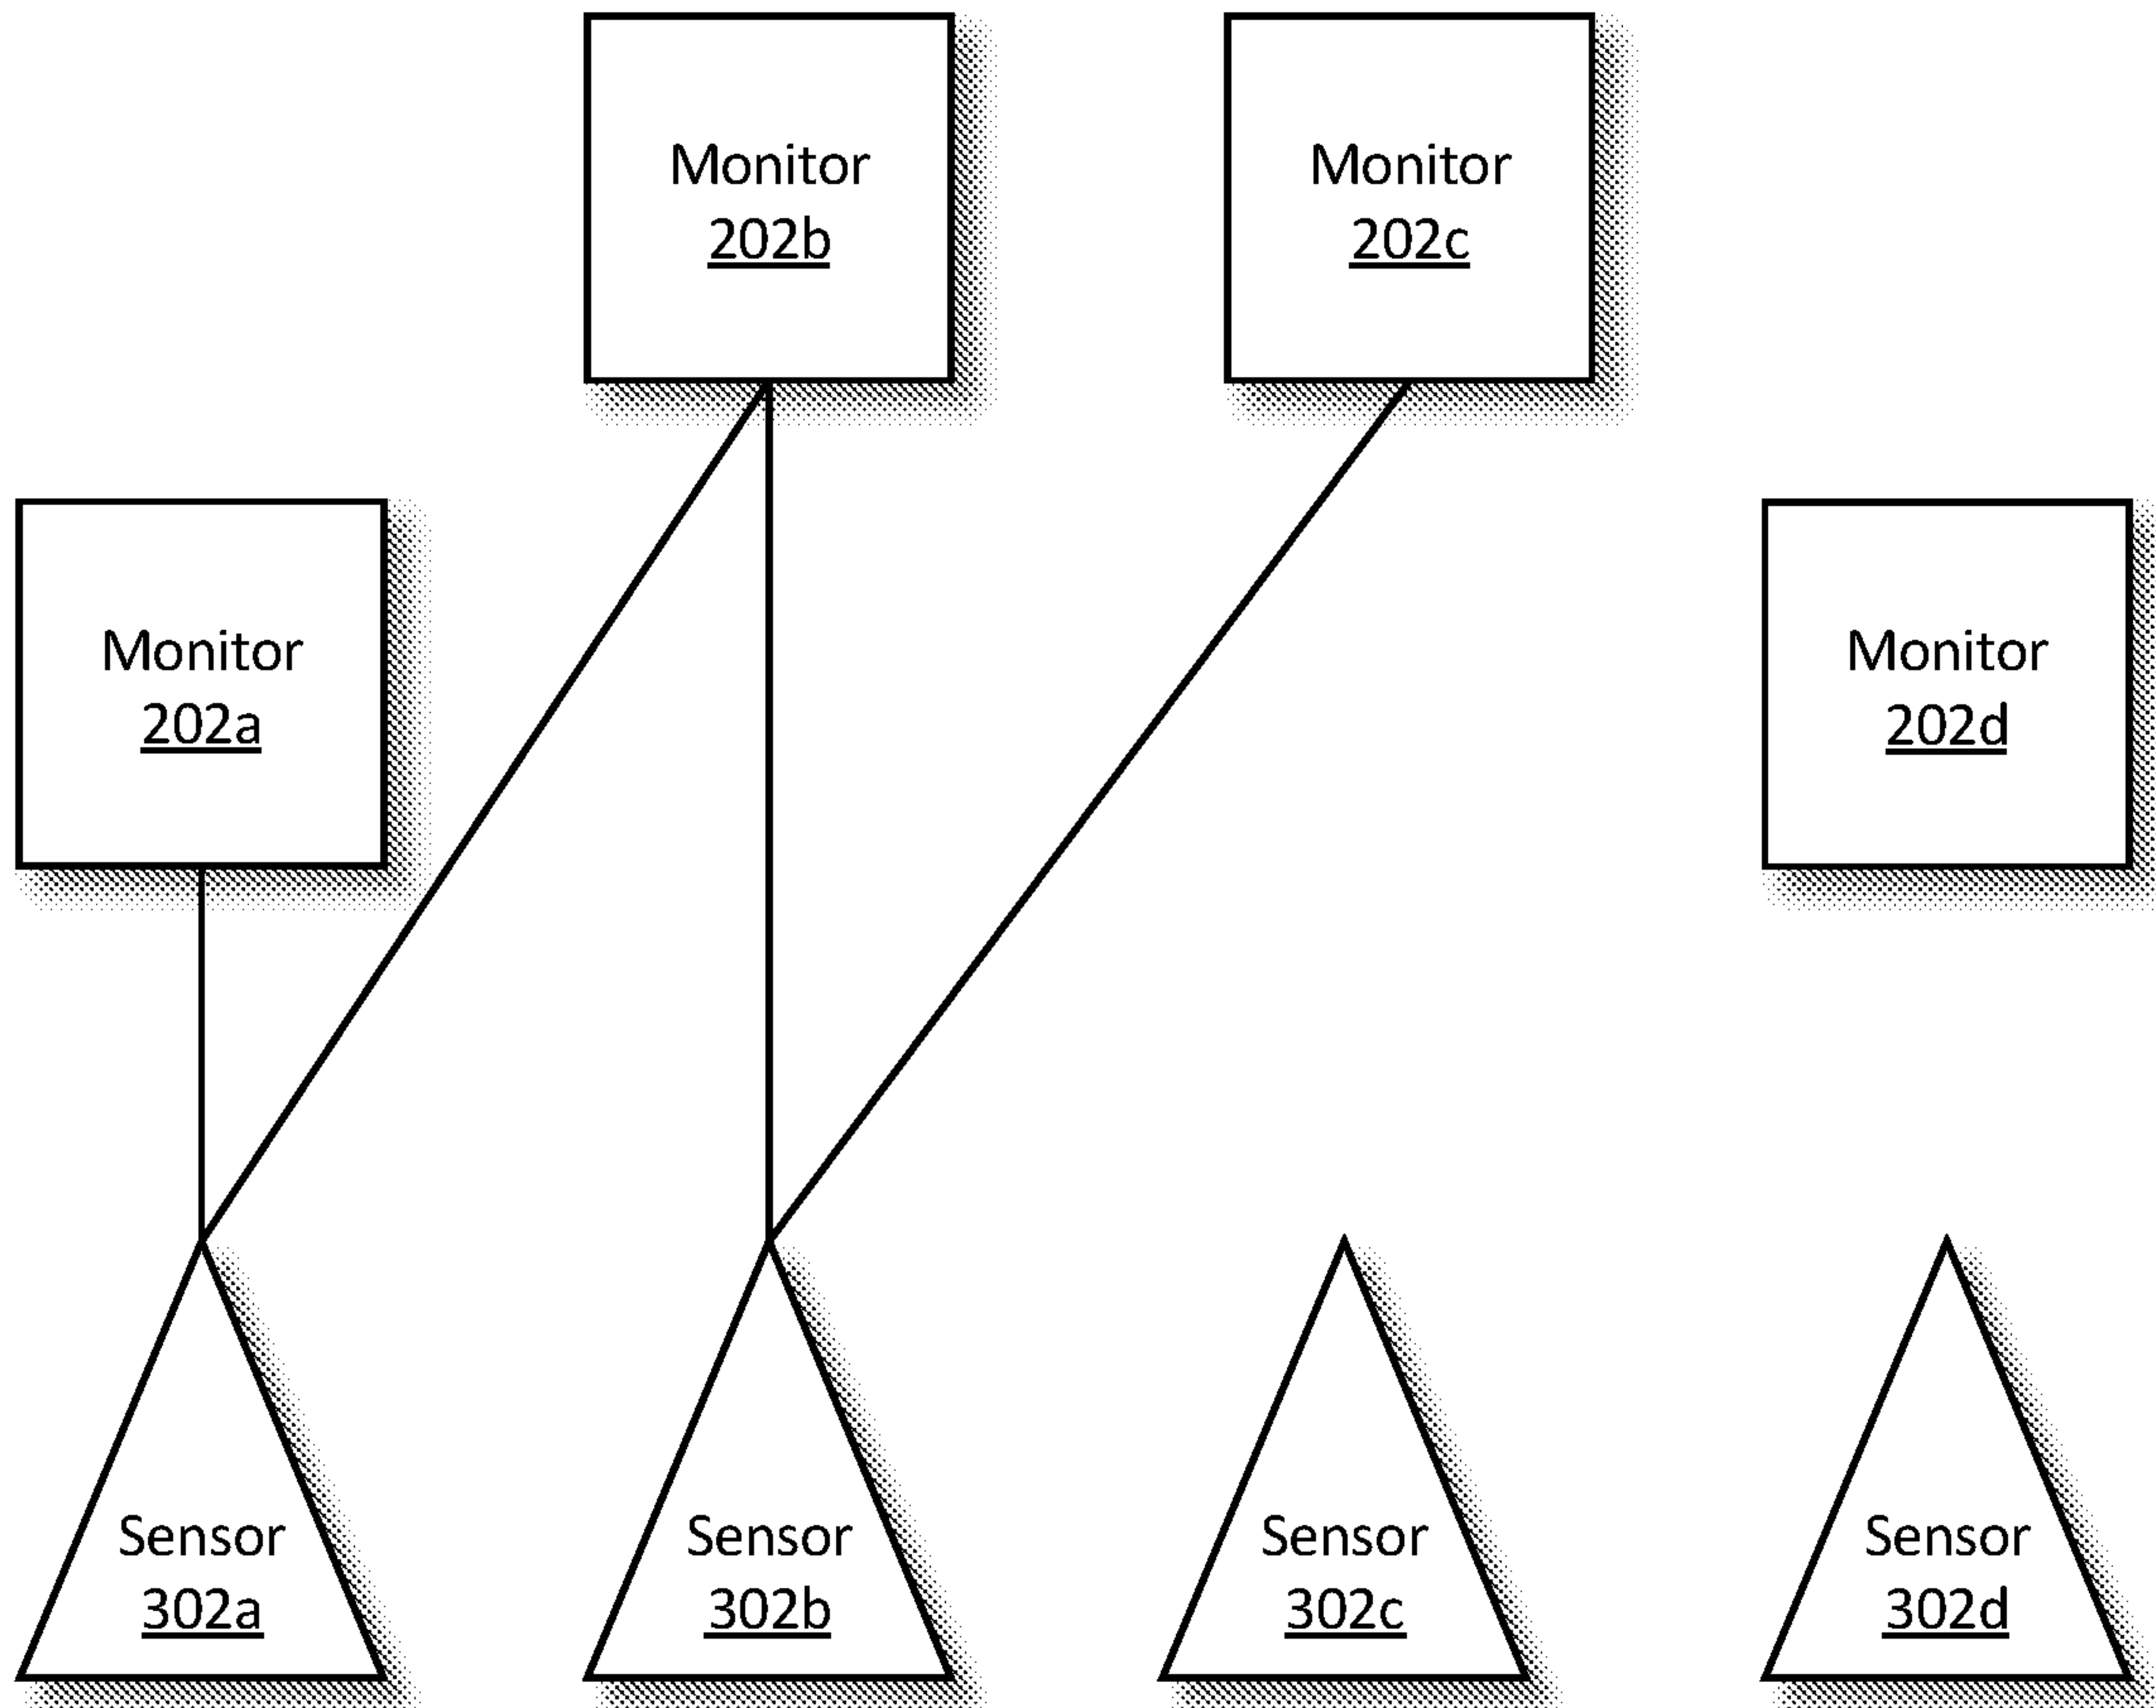 Monitor
202b
Monitor
202c
Monitor
202a
Monitor
202d
Sensor
302a
Sensor
302b
Sensor
302c
Sensor
302d